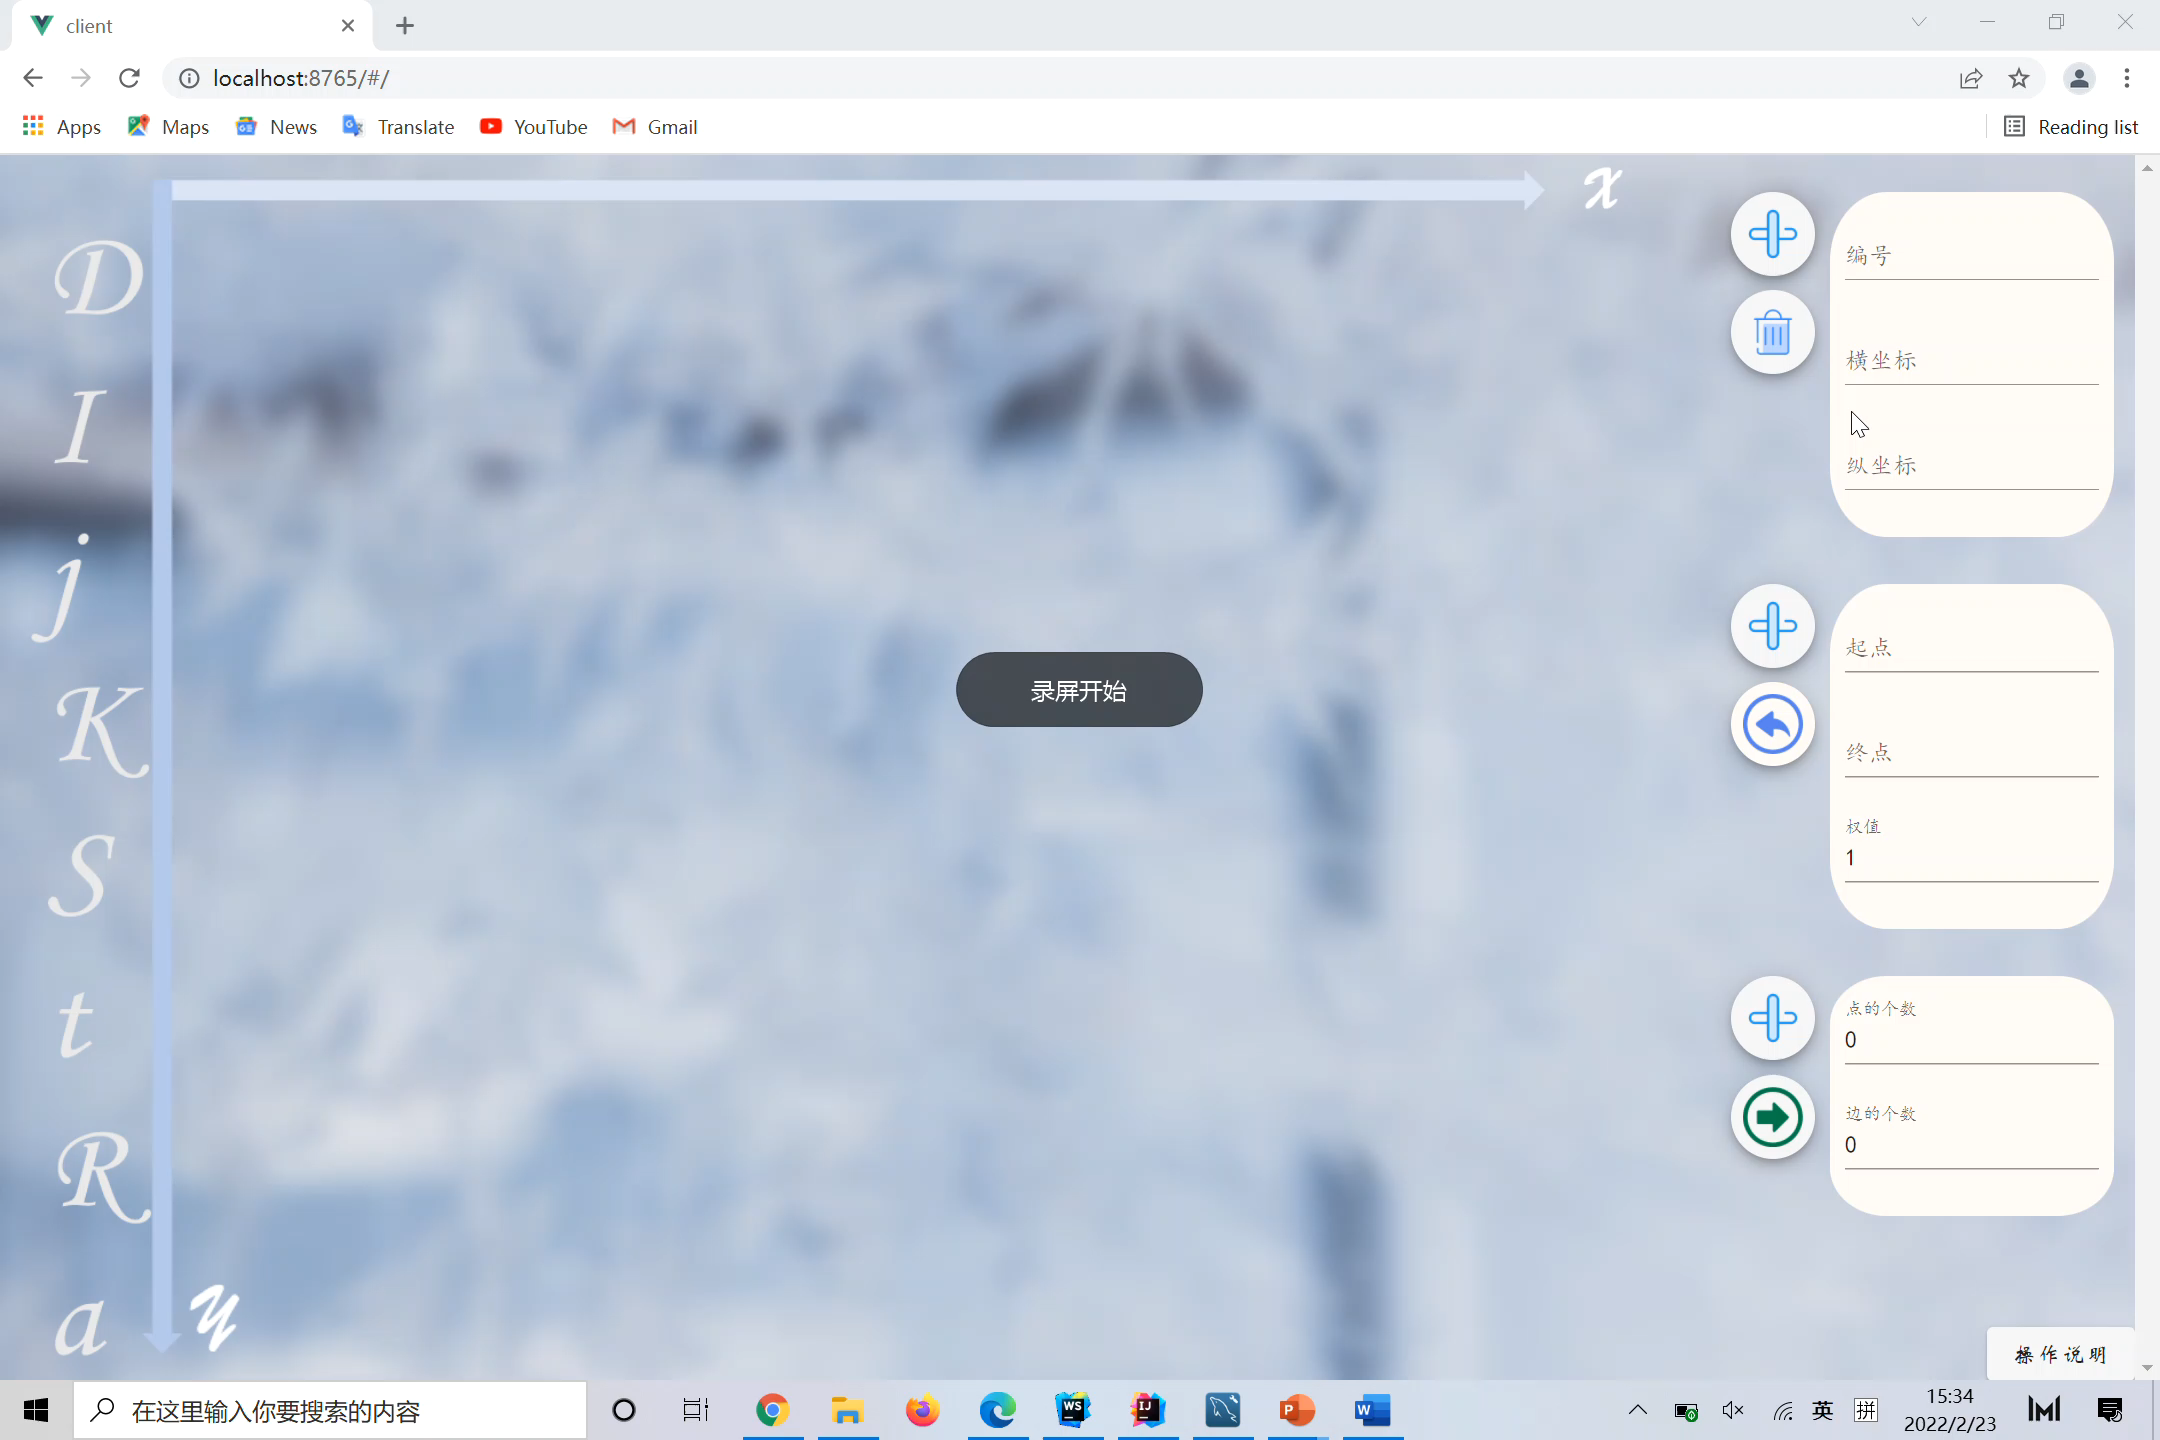 client
localhost:8765/#/
Apps Maps News Translate YouTube Gmail Reading list
x
D
I
j
K
S
t
R
a
y
编号
横坐标
纵坐标
录屏开始
起点
终点
权值
1
点的个数
0
边的个数
0
操作说明
在这里输入你要搜索的内容
WS
IJ
P
W
英
拼
15:34
2022/2/23